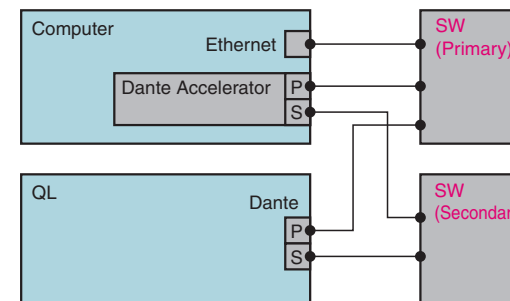 Computer
Ethernet
Dante Accelerator
P
S
SW
(Primary)
QL
Dante
P
S
SW
(Secondar